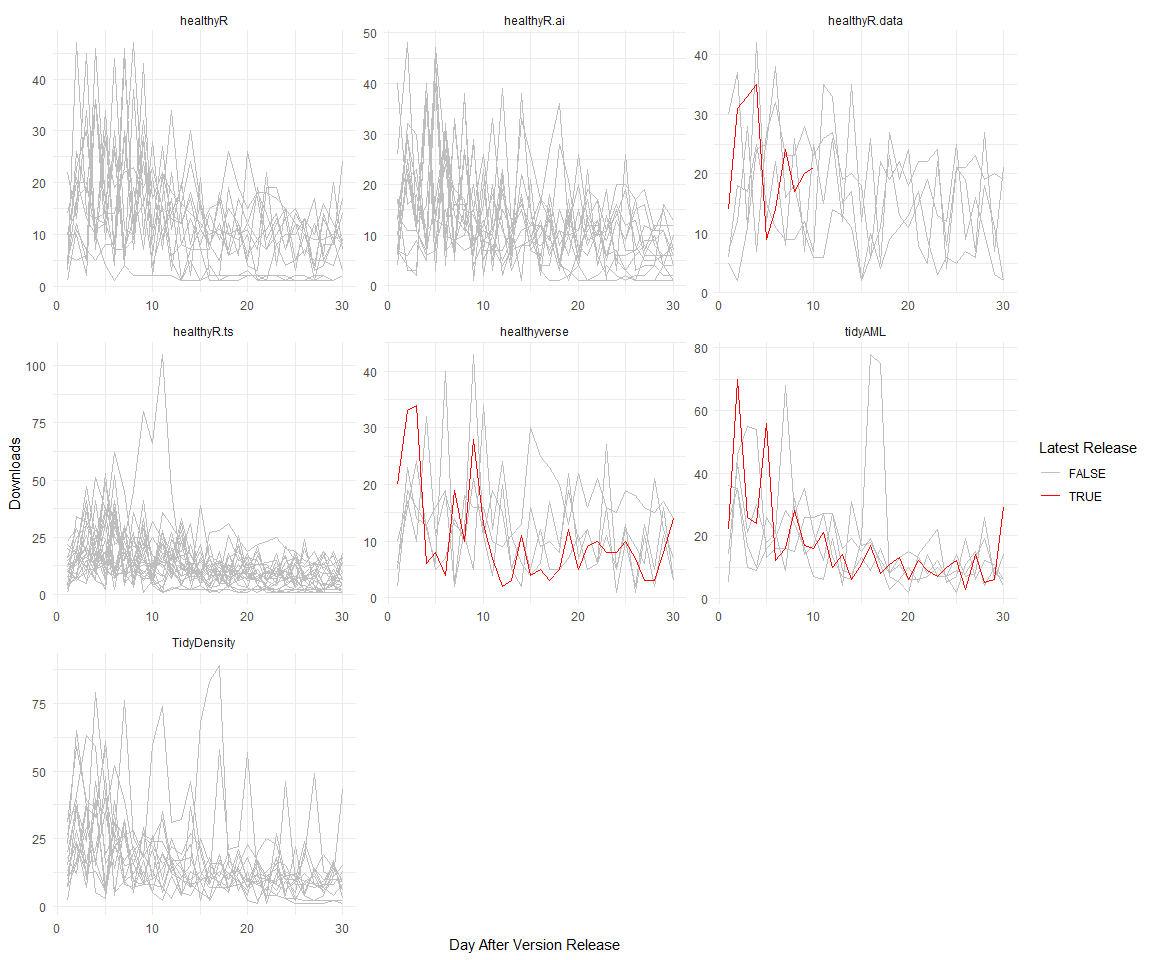 healthyR healthyR.ai healthyR.data
0 10 20 30 40
0 10 20 30 40 50
0 10 20 30 40
0 10 20 30 0 10 20 30 0 10 20 30
healthyR.ts healthyverse tidyAML
0 25 50 75 100
0 10 20 30 40
0 20 40 60 80
0 10 20 30 0 10 20 30 0 10 20 30
TidyDensity
0 25 50 75
0 10 20 30
Downloads
Day After Version Release
Latest Release
FALSE
TRUE